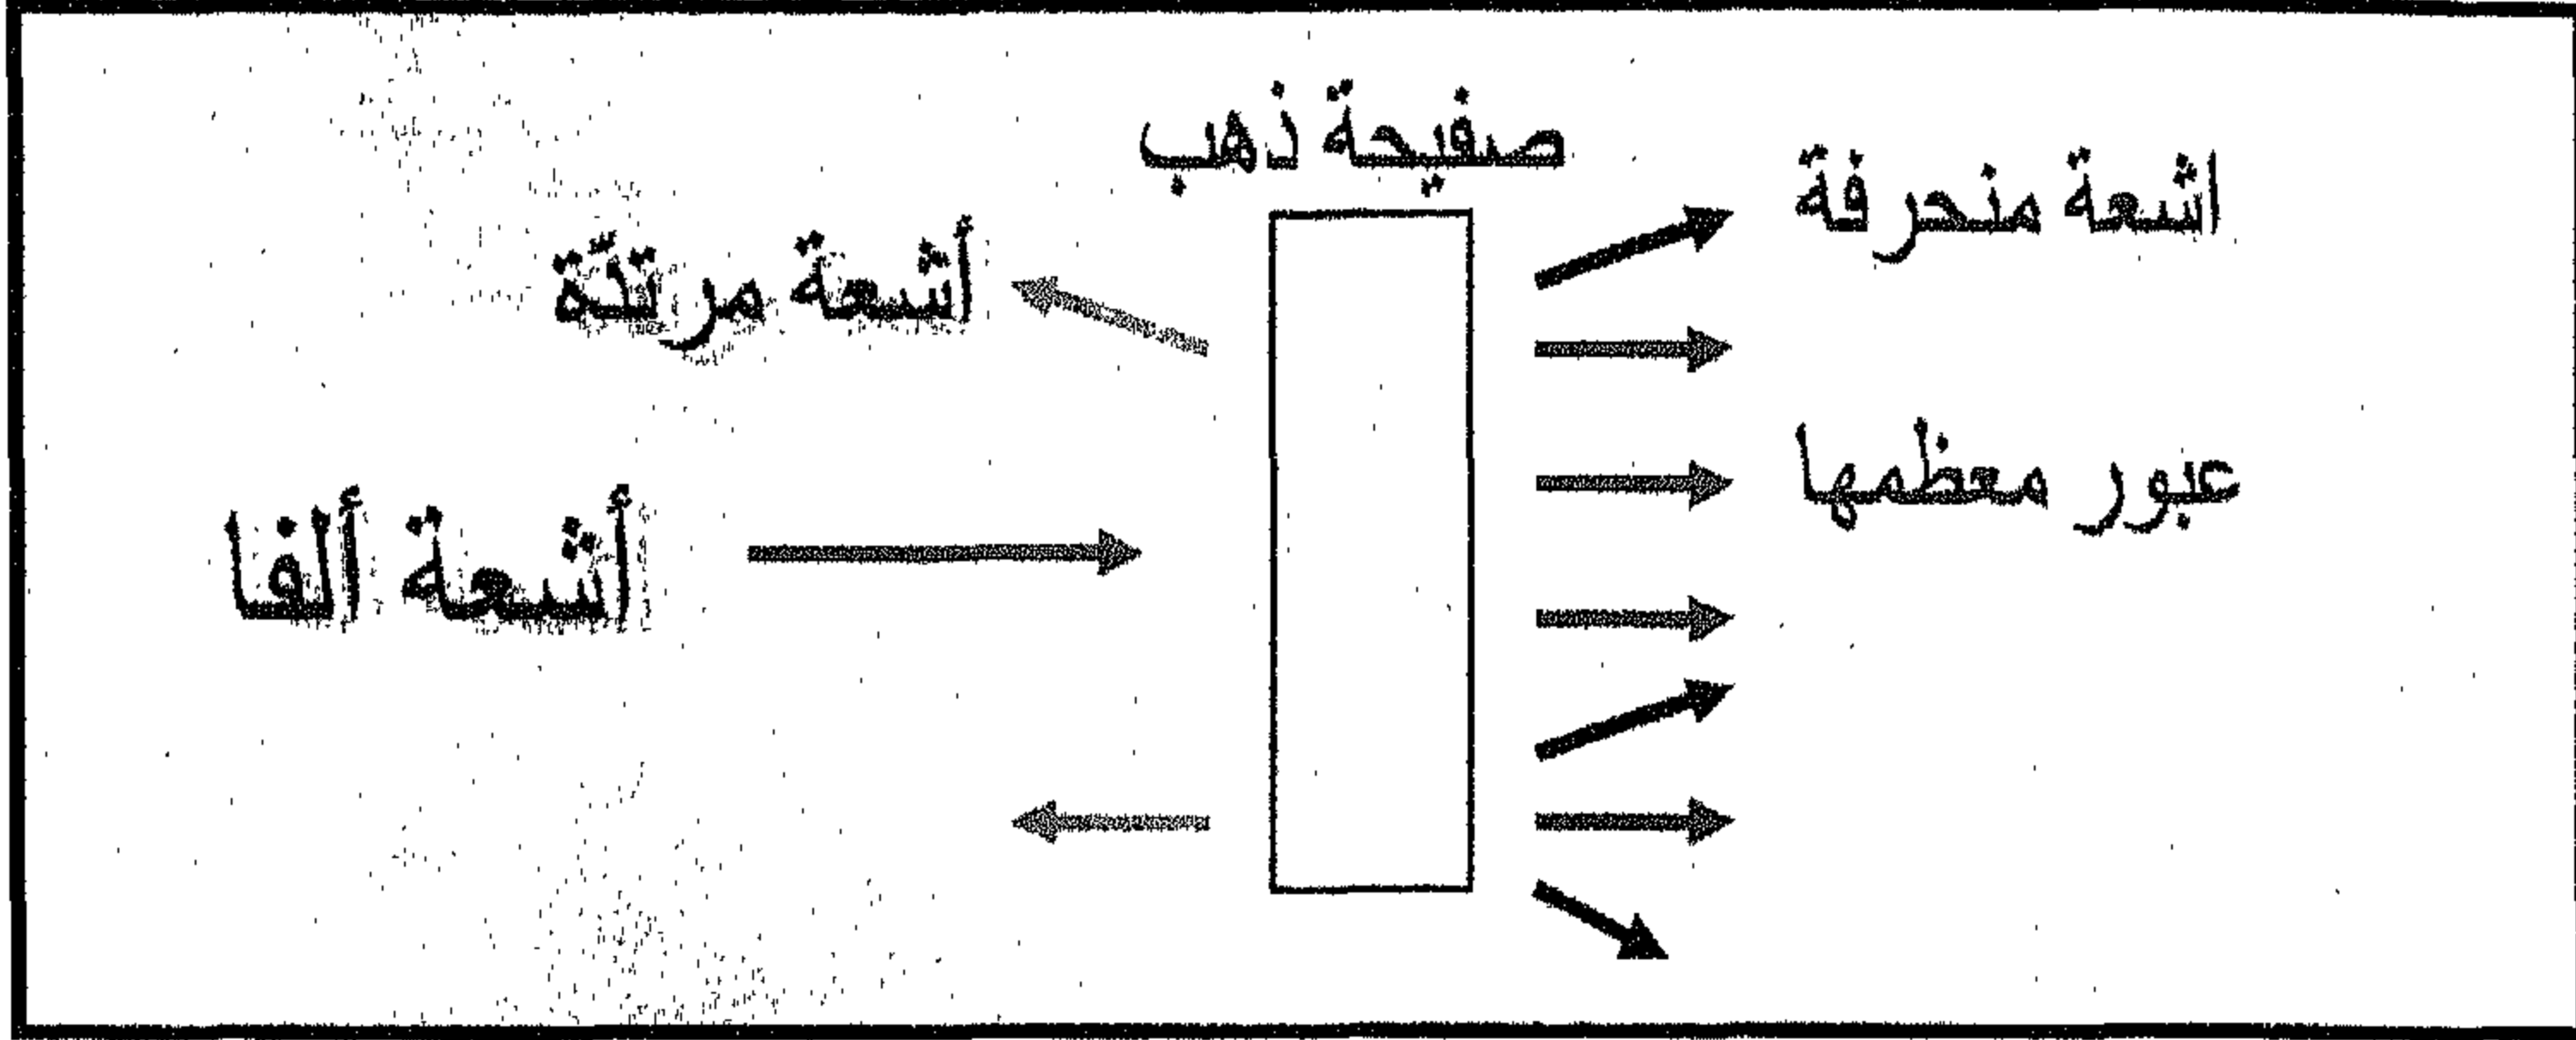 صفيحة ذهب
اشعة منحرفة
أشعة مرتدّة
عبور معظمها
أشعة ألفا